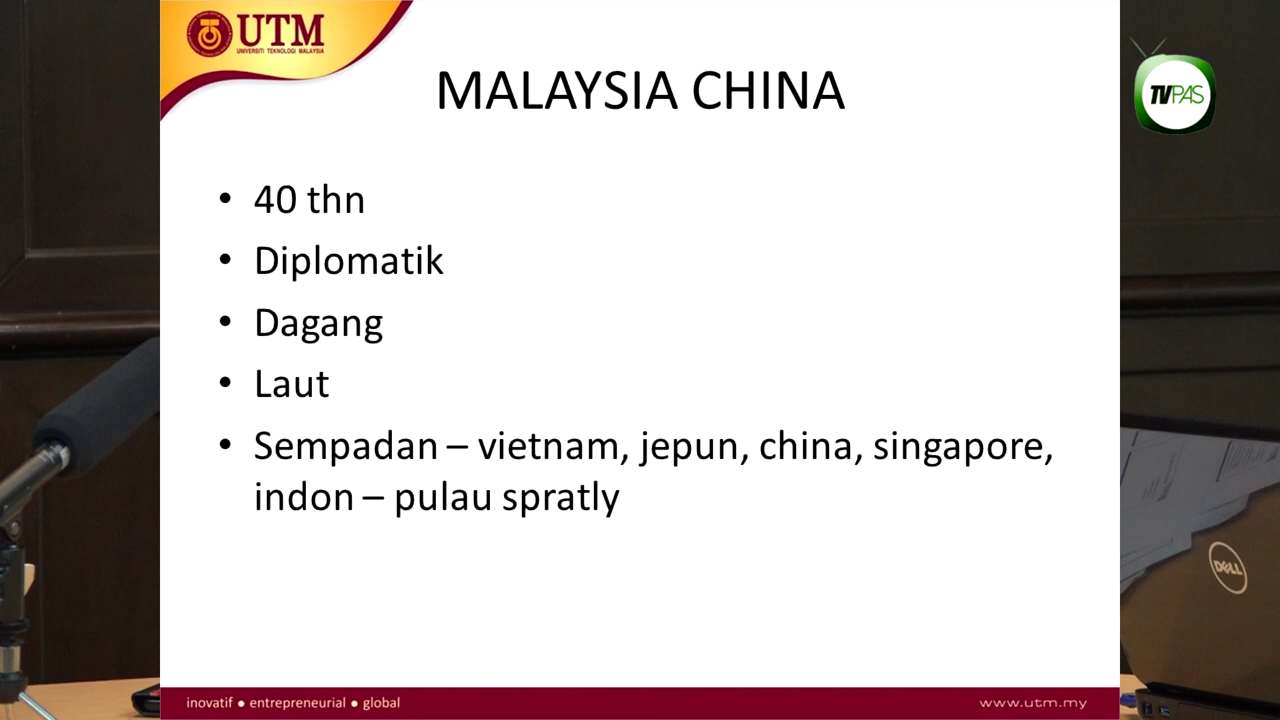 UTM
UNIVERSITI TEKNOLOGI MALAYSIA
MALAYSIA CHINA
TVPAS
• 40 thn
• Diplomatik
• Dagang
• Laut
• Sempadan – vietnam, jepun, china, singapore,
indon – pulau spratly
DELL
inovatif ● entrepreneurial ● global
www.utm.my